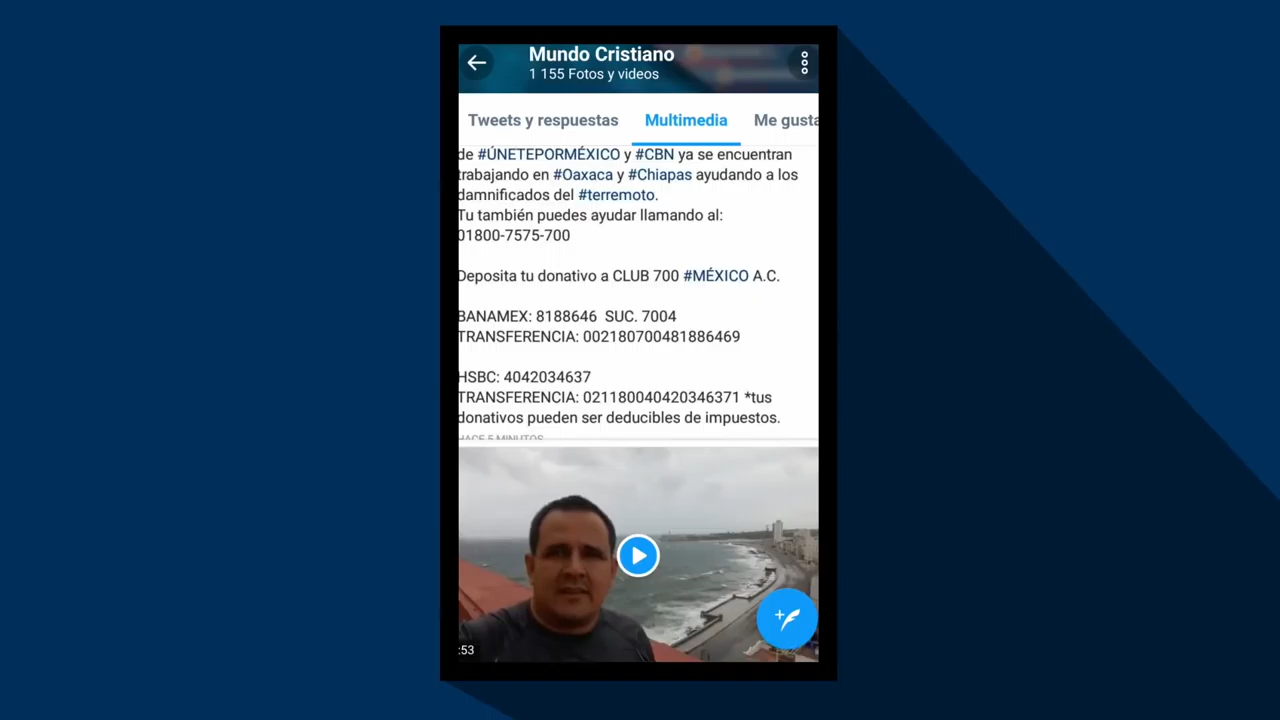 Mundo Cristiano
1 155 Fotos y videos
Tweets y respuestas Multimedia Me gusta
de #ÚNETEPORMÉXICO y #CBN ya se encuentran
trabajando en #Oaxaca y #Chiapas ayudando a los
damnificados del #terremoto.
Tu también puedes ayudar llamando al:
01800-7575-700
Deposita tu donativo a CLUB 700 #MÉXICO A.C.
BANAMEX: 8188646 SUC. 7004
TRANSFERENCIA: 002180700481886469
HSBC: 4042034637
TRANSFERENCIA: 021180040420346371 *tus
donativos pueden ser deducibles de impuestos.
HACE 5 MINUTOS
:53